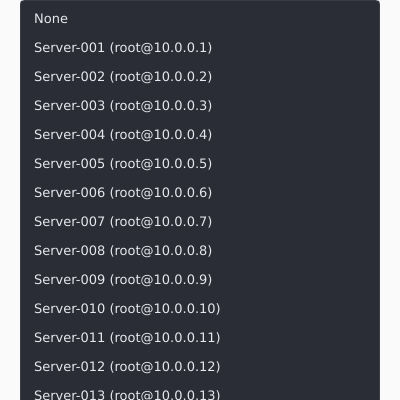 None
Server-001 (root@10.0.0.1)
Server-002 (root@10.0.0.2)
Server-003 (root@10.0.0.3)
Server-004 (root@10.0.0.4)
Server-005 (root@10.0.0.5)
Server-006 (root@10.0.0.6)
Server-007 (root@10.0.0.7)
Server-008 (root@10.0.0.8)
Server-009 (root@10.0.0.9)
Server-010 (root@10.0.0.10)
Server-011 (root@10.0.0.11)
Server-012 (root@10.0.0.12)
Server-013 (root@10.0.0.13)